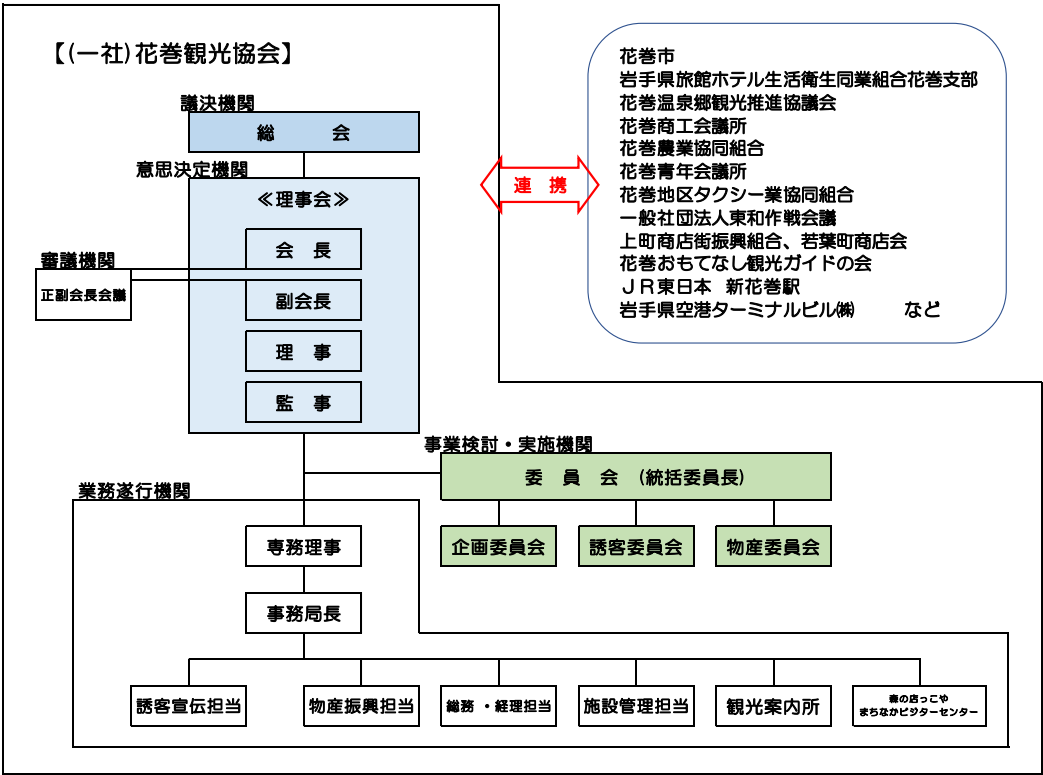 【(一社)花巻観光協会】
議決機関
総　会
意思決定機関
≪理事会≫
会　長
審議機関
正副会長会議
副会長
理　事
監　事
連　携
花巻市
岩手県旅館ホテル生活衛生同業組合花巻支部
花巻温泉郷観光推進協議会
花巻商工会議所
花巻農業協同組合
花巻青年会議所
花巻地区タクシー業協同組合
一般社団法人東和作戦会議
上町商店街振興組合、若葉町商店会
花巻おもてなし観光ガイドの会
ＪＲ東日本　新花巻駅
岩手県空港ターミナルビル㈱　　など
事業検討・実施機関
委　員　会　(統括委員長)
企画委員会
誘客委員会
物産委員会
業務遂行機関
専務理事
事務局長
誘客宣伝担当
物産振興担当
総務 ・経理担当
施設管理担当
観光案内所
森の店っこや
まちなかビジターセンター